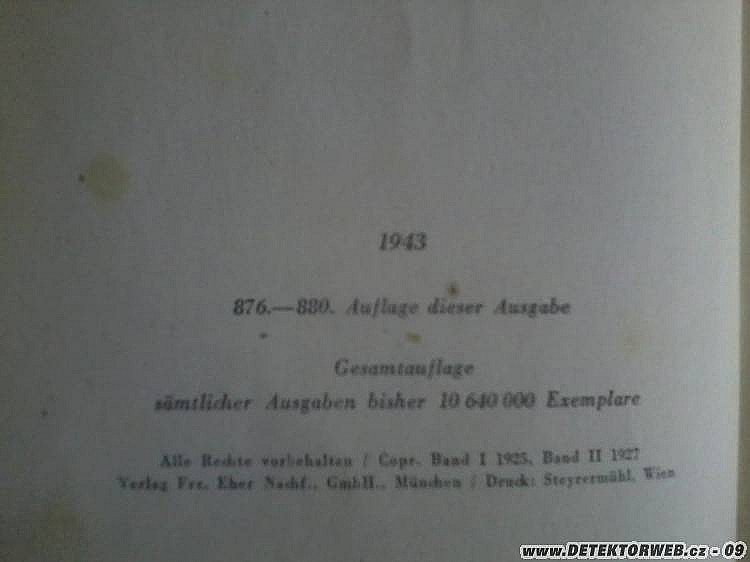 1943
876.—880. Auflage dieser Ausgabe
Gesamtauflage
sämtlicher Ausgaben bisher 10 640 000 Exemplare
Alle Rechte vorbehalten / Copr. Band I 1925, Band II 1927
Verlag Frz. Eher Nachf., GmbH., München / Druck: Steyrermühl, Wien
www.DETEKTORWEB.cz - 09